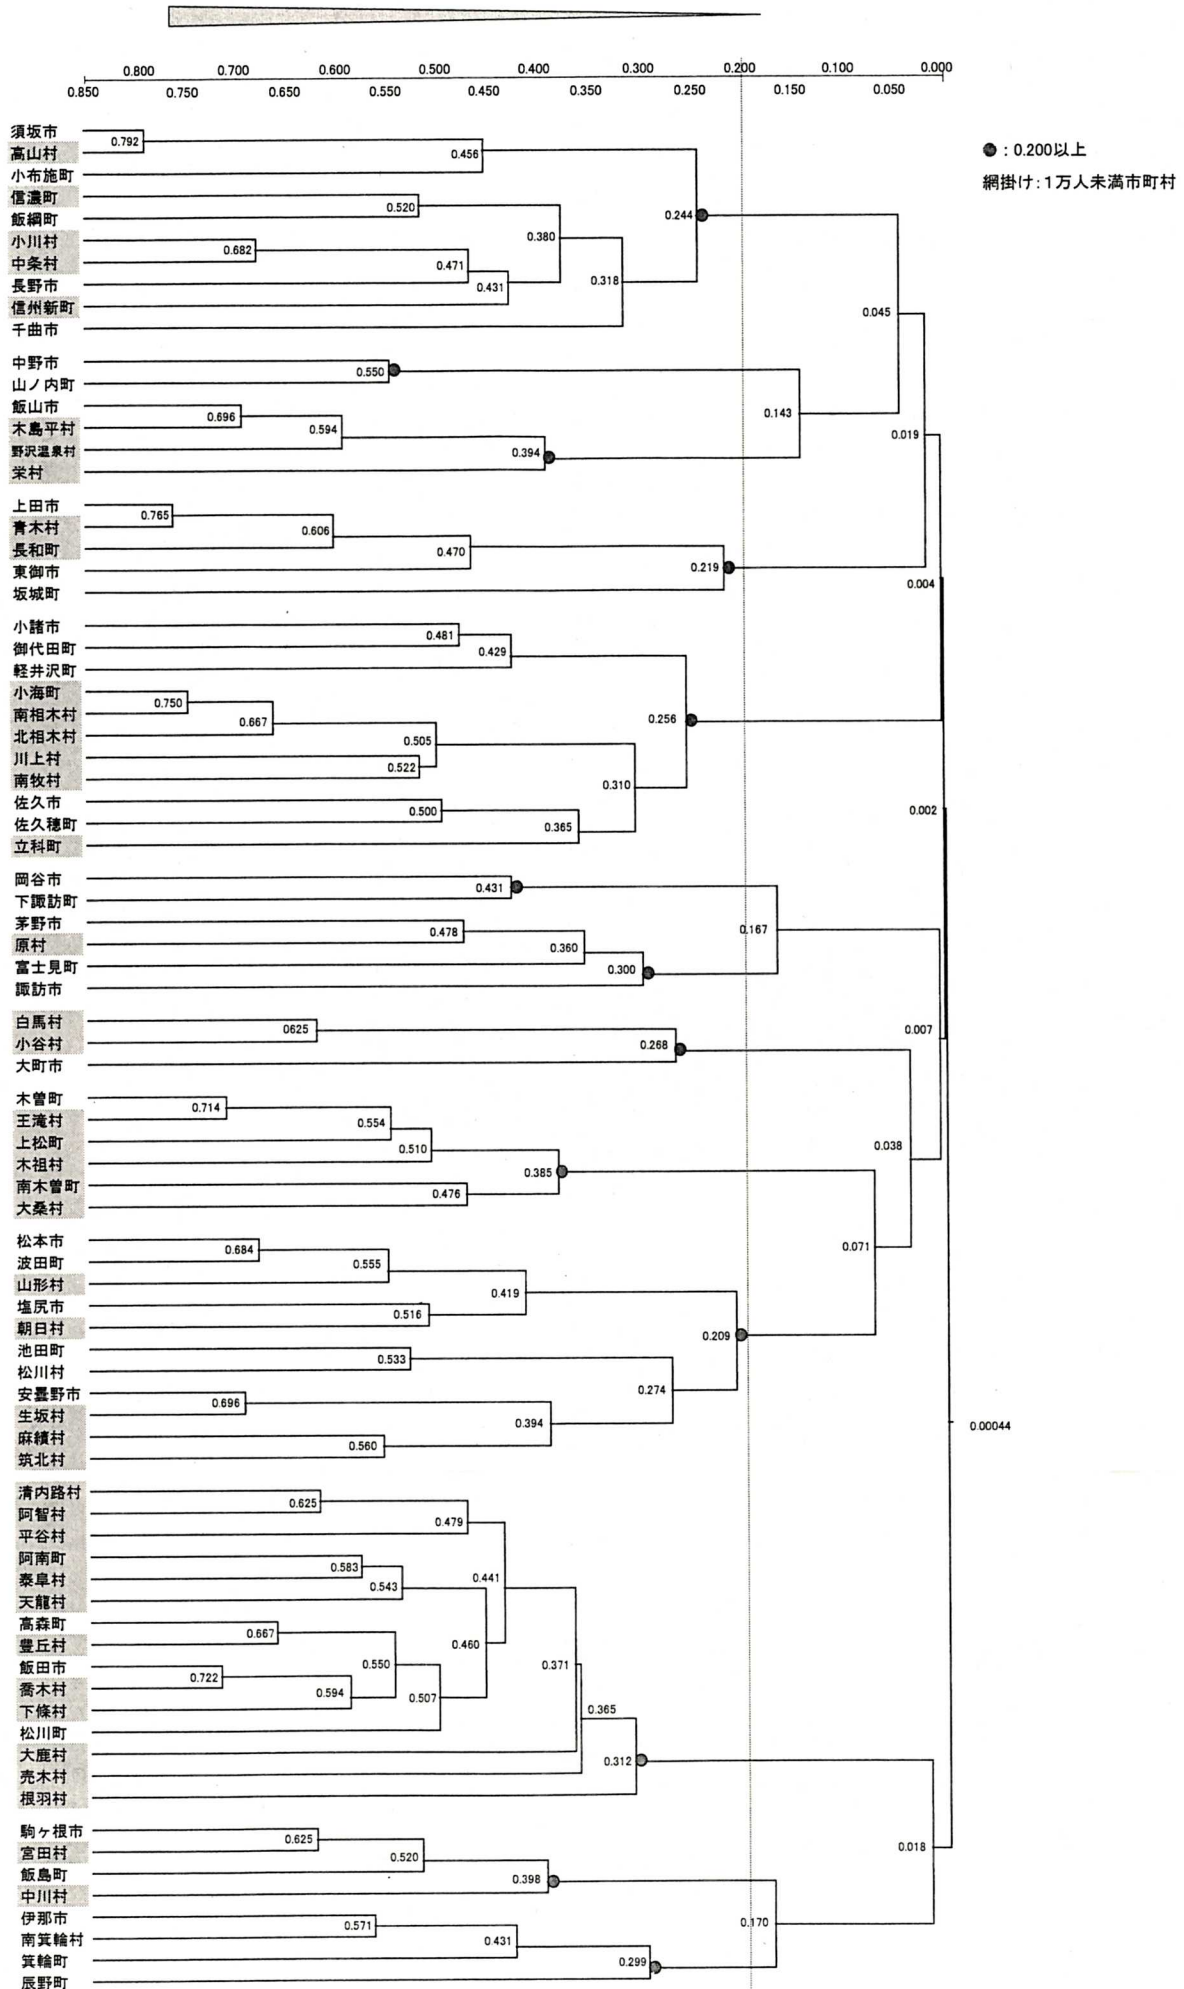 0.800 0.700 0.600 0.500 0.400 0.300 0.200 0.100 0.000
0.850 0.750 0.650 0.550 0.450 0.350 0.250 0.150 0.050
●：0.200以上
網掛け：1万人未満市町村
須坂市
0.792
高山村
0.456
小布施町
信濃町
0.520
0.244
飯綱町
0.380
小川村
0.682
中条村
0.471
長野市
0.431
0.318
信州新町
0.045
千曲市
中野市
0.550
山ノ内町
飯山市
0.696
0.143
木島平村
0.594
0.019
野沢温泉村
0.394
栄村
上田市
0.765
青木村
0.606
長和町
0.470
東御市
0.219
0.004
坂城町
小諸市
0.481
御代田町
0.429
軽井沢町
小海町
0.750
南相木村
0.667
0.256
北相木村
0.505
川上村
0.522
南牧村
0.310
佐久市
0.500
0.002
佐久穂町
0.365
立科町
岡谷市
0.431
下諏訪町
茅野市
0.478
0.167
原村
0.360
富士見町
0.300
諏訪市
白馬村
0625
0.007
小谷村
0.268
大町市
木曽町
0.714
王滝村
0.554
上松町
0.510
0.038
木祖村
0.385
南木曽町
0.476
大桑村
松本市
0.684
0.071
波田町
0.555
山形村
0.419
塩尻市
0.516
朝日村
0.209
池田町
0.533
松川村
0.274
安曇野市
0.696
生坂村
0.394
0.00044
麻績村
0.560
筑北村
清内路村
0.625
阿智村
0.479
平谷村
阿南町
0.583
0.441
泰阜村
0.543
天龍村
高森町
0.667
豊丘村
0.460
飯田市
0.722
0.550
0.371
喬木村
0.594
0.507
下條村
0.365
松川町
大鹿村
0.312
売木村
根羽村
駒ヶ根市
0.625
0.018
宮田村
0.520
飯島町
0.398
中川村
伊那市
0.571
0.170
南箕輪村
0.431
箕輪町
0.299
辰野町